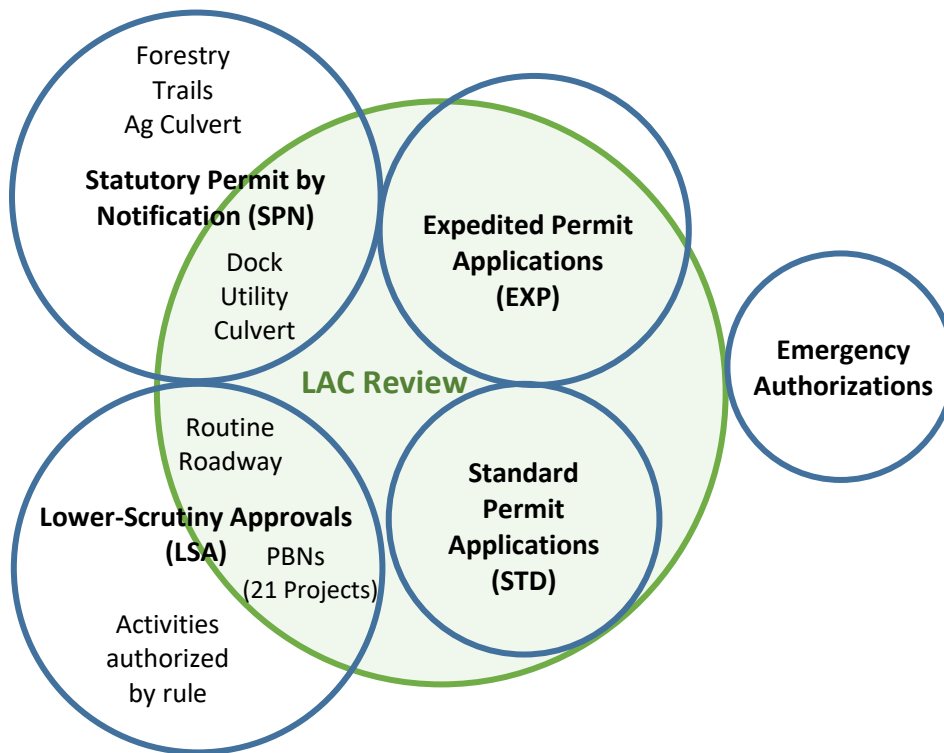 Forestry
Trails
Ag Culvert
Statutory Permit by
Notification (SPN)
Dock
Utility
Culvert
Expedited Permit
Applications
(EXP)
Emergency
Authorizations
LAC Review
Routine
Roadway
Lower-Scrutiny Approvals
(LSA)
PBNs
(21 Projects)
Activities
authorized
by rule
Standard
Permit
Applications
(STD)